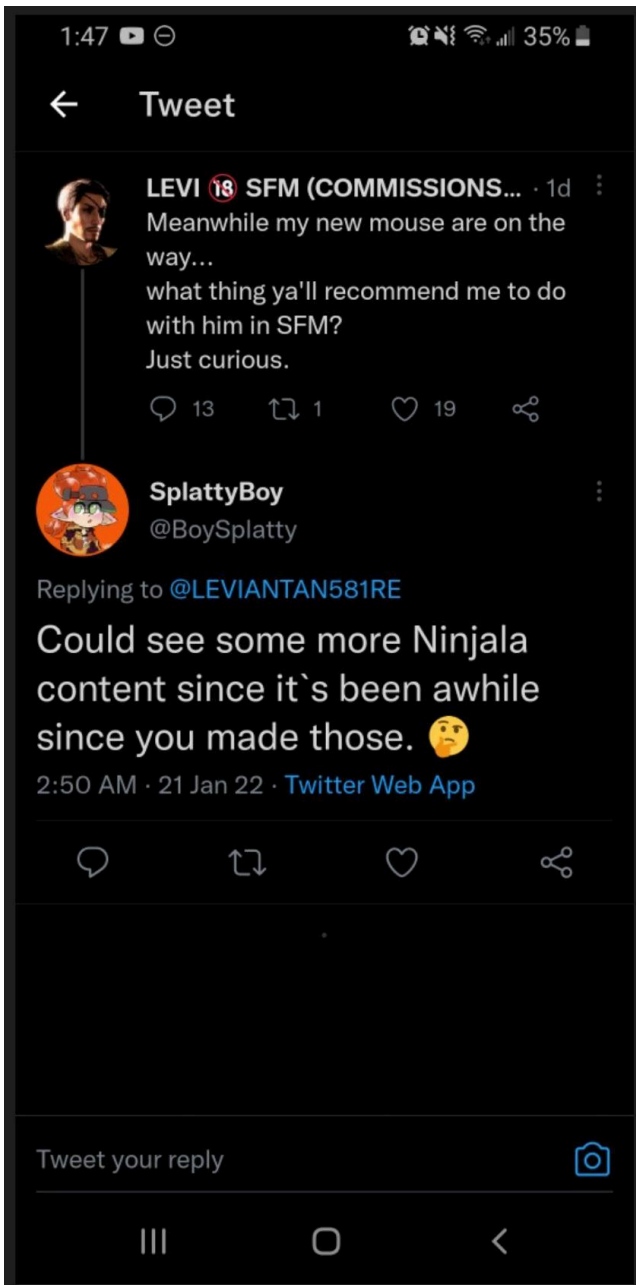 1:47 35%
Tweet
LEVI 🔞 SFM (COMMISSIONS... · 1d
Meanwhile my new mouse are on the
way...
what thing ya'll recommend me to do
with him in SFM?
Just curious.
13 1 19
SplattyBoy
@BoySplatty
Replying to @LEVIANTAN581RE
Could see some more Ninjala
content since it`s been awhile
since you made those. 🤔
2:50 AM · 21 Jan 22 · Twitter Web App
Tweet your reply